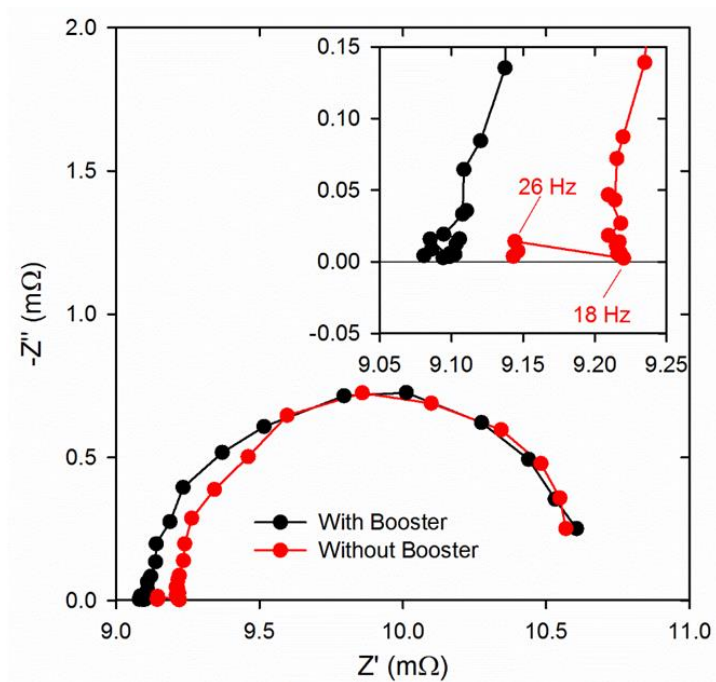 2.0
1.5
1.0
0.5
0.0
-Z" (mΩ)
0.15
0.10
0.05
0.00
-0.05
26 Hz
18 Hz
9.05 9.10 9.15 9.20 9.25
With Booster
Without Booster
9.0 9.5 10.0 10.5 11.0
Z' (mΩ)